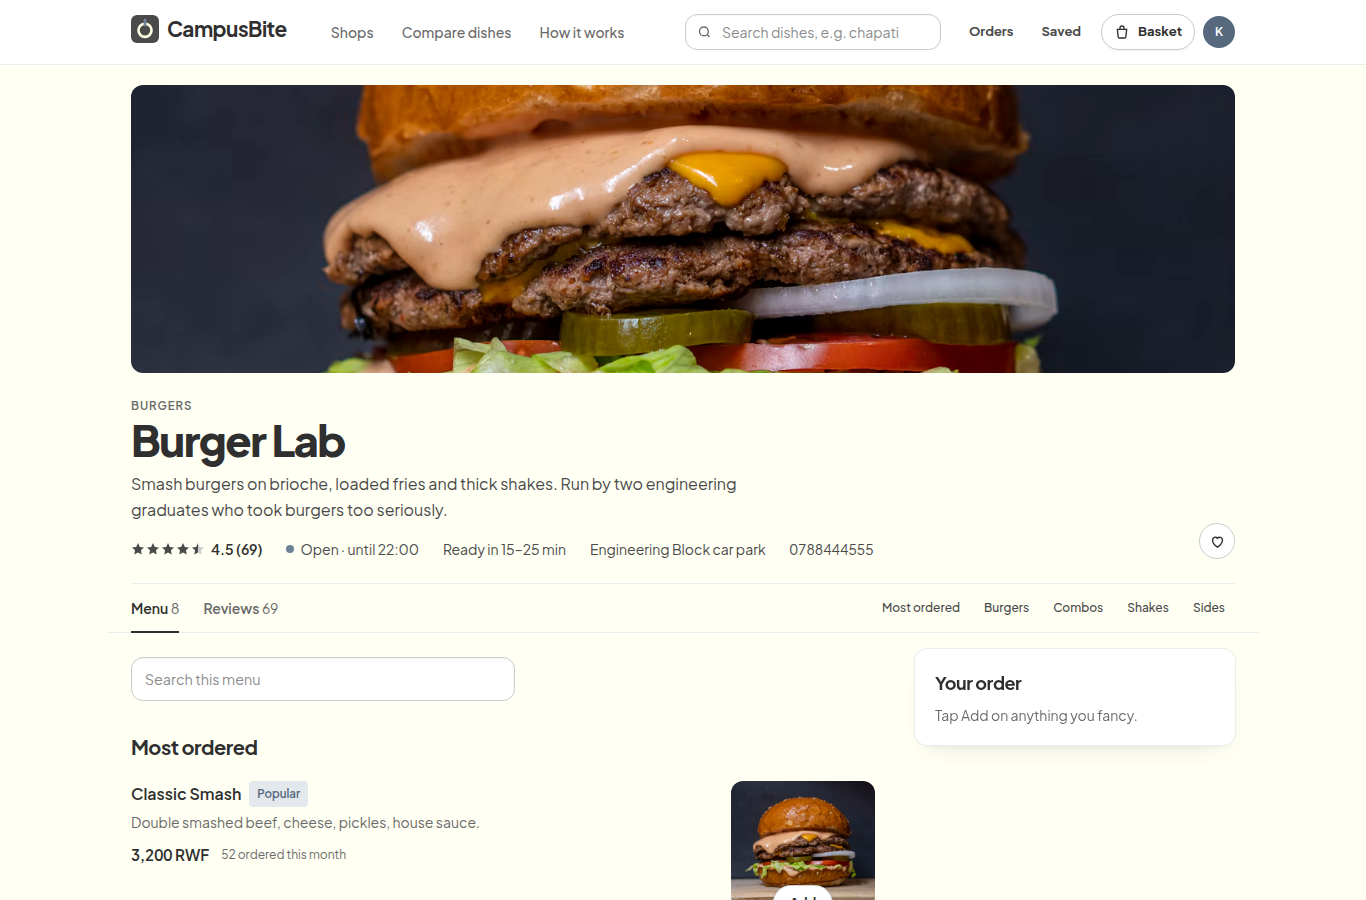 CampusBite
Shops
Compare dishes
How it works
Search dishes, e.g. chapati
Orders
Saved
Basket
K
BURGERS
Burger Lab
Smash burgers on brioche, loaded fries and thick shakes. Run by two engineering
graduates who took burgers too seriously.
4.5 (69)
Open · until 22:00
Ready in 15–25 min
Engineering Block car park
0788444555
Menu 8
Reviews 69
Most ordered
Burgers
Combos
Shakes
Sides
Search this menu
Your order
Tap Add on anything you fancy.
Most ordered
Classic Smash
Popular
Double smashed beef, cheese, pickles, house sauce.
3,200 RWF
52 ordered this month